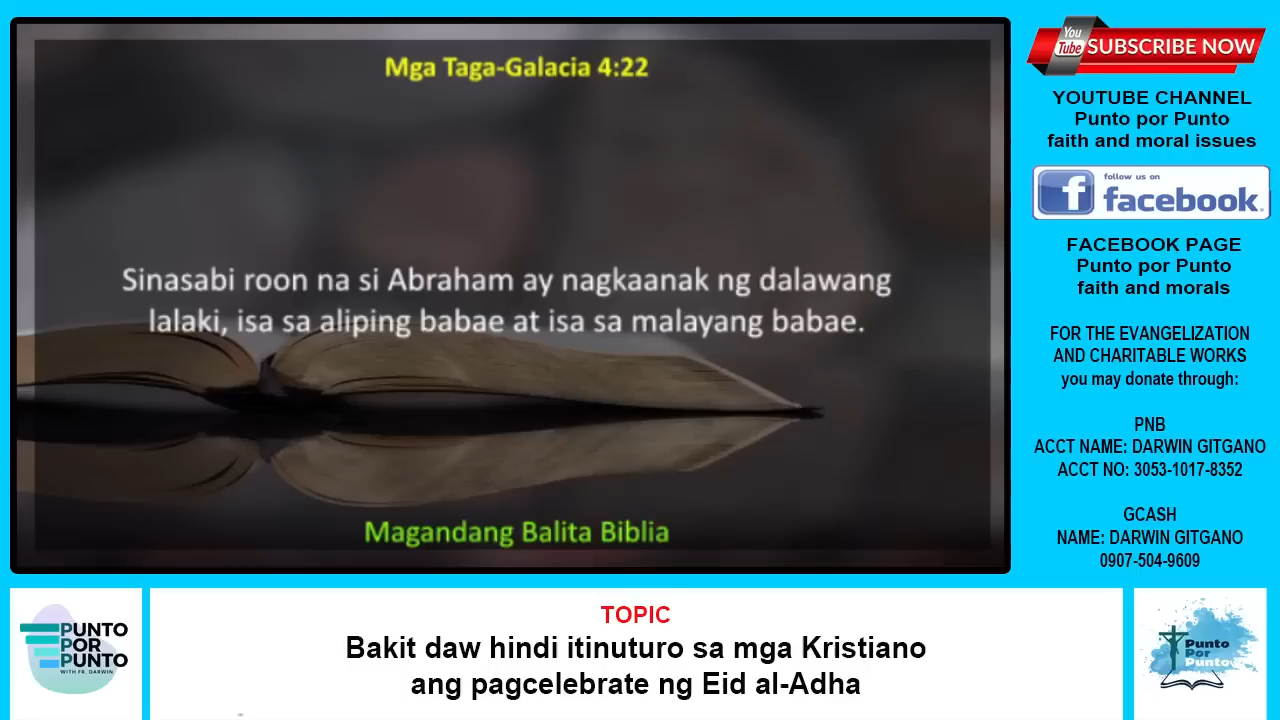 Mga Taga-Galacia 4:22
Sinasabi roon na si Abraham ay nagkaanak ng dalawang
lalaki, isa sa aliping babae at isa sa malayang babae.
Magandang Balita Biblia
You
Tube SUBSCRIBE NOW
YOUTUBE CHANNEL
Punto por Punto
faith and moral issues
follow us on
facebook.
FACEBOOK PAGE
Punto por Punto
faith and morals
FOR THE EVANGELIZATION
AND CHARITABLE WORKS
you may donate through:
PNB
ACCT NAME: DARWIN GITGANO
ACCT NO: 3053-1017-8352
GCASH
NAME: DARWIN GITGANO
0907-504-9609
PUNTO
POR
PUNTO
WITH FR. DARWIN
TOPIC
Bakit daw hindi itinuturo sa mga Kristiano
ang pagcelebrate ng Eid al-Adha
Punto
Por
Punto